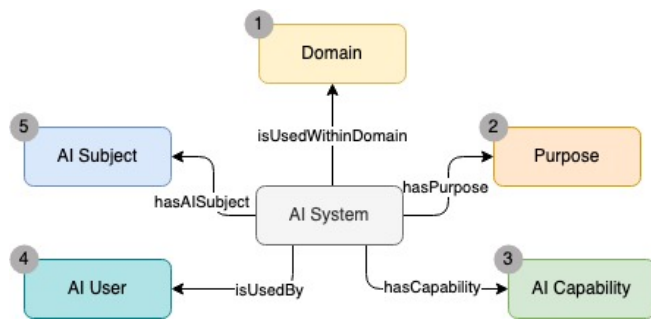 1
Domain
5
AI Subject
isUsedWithinDomain
2
Purpose
hasAISubject
hasPurpose
AI System
4
AI User
isUsedBy
hasCapability
3
AI Capability